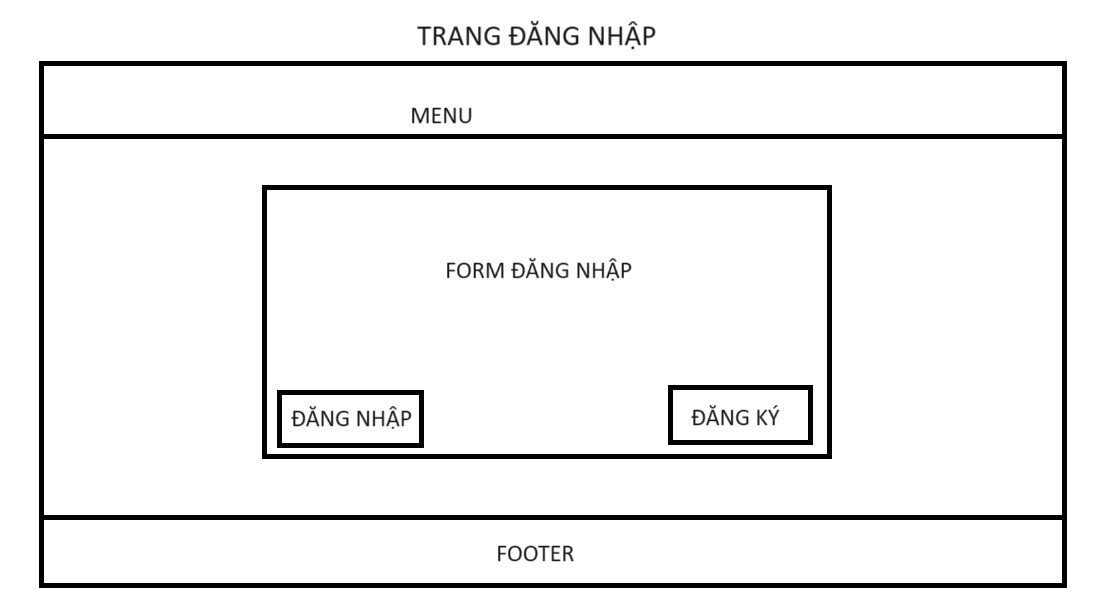 TRANG ĐĂNG NHẬP
MENU
FORM ĐĂNG NHẬP
ĐĂNG NHẬP
ĐĂNG KÝ
FOOTER